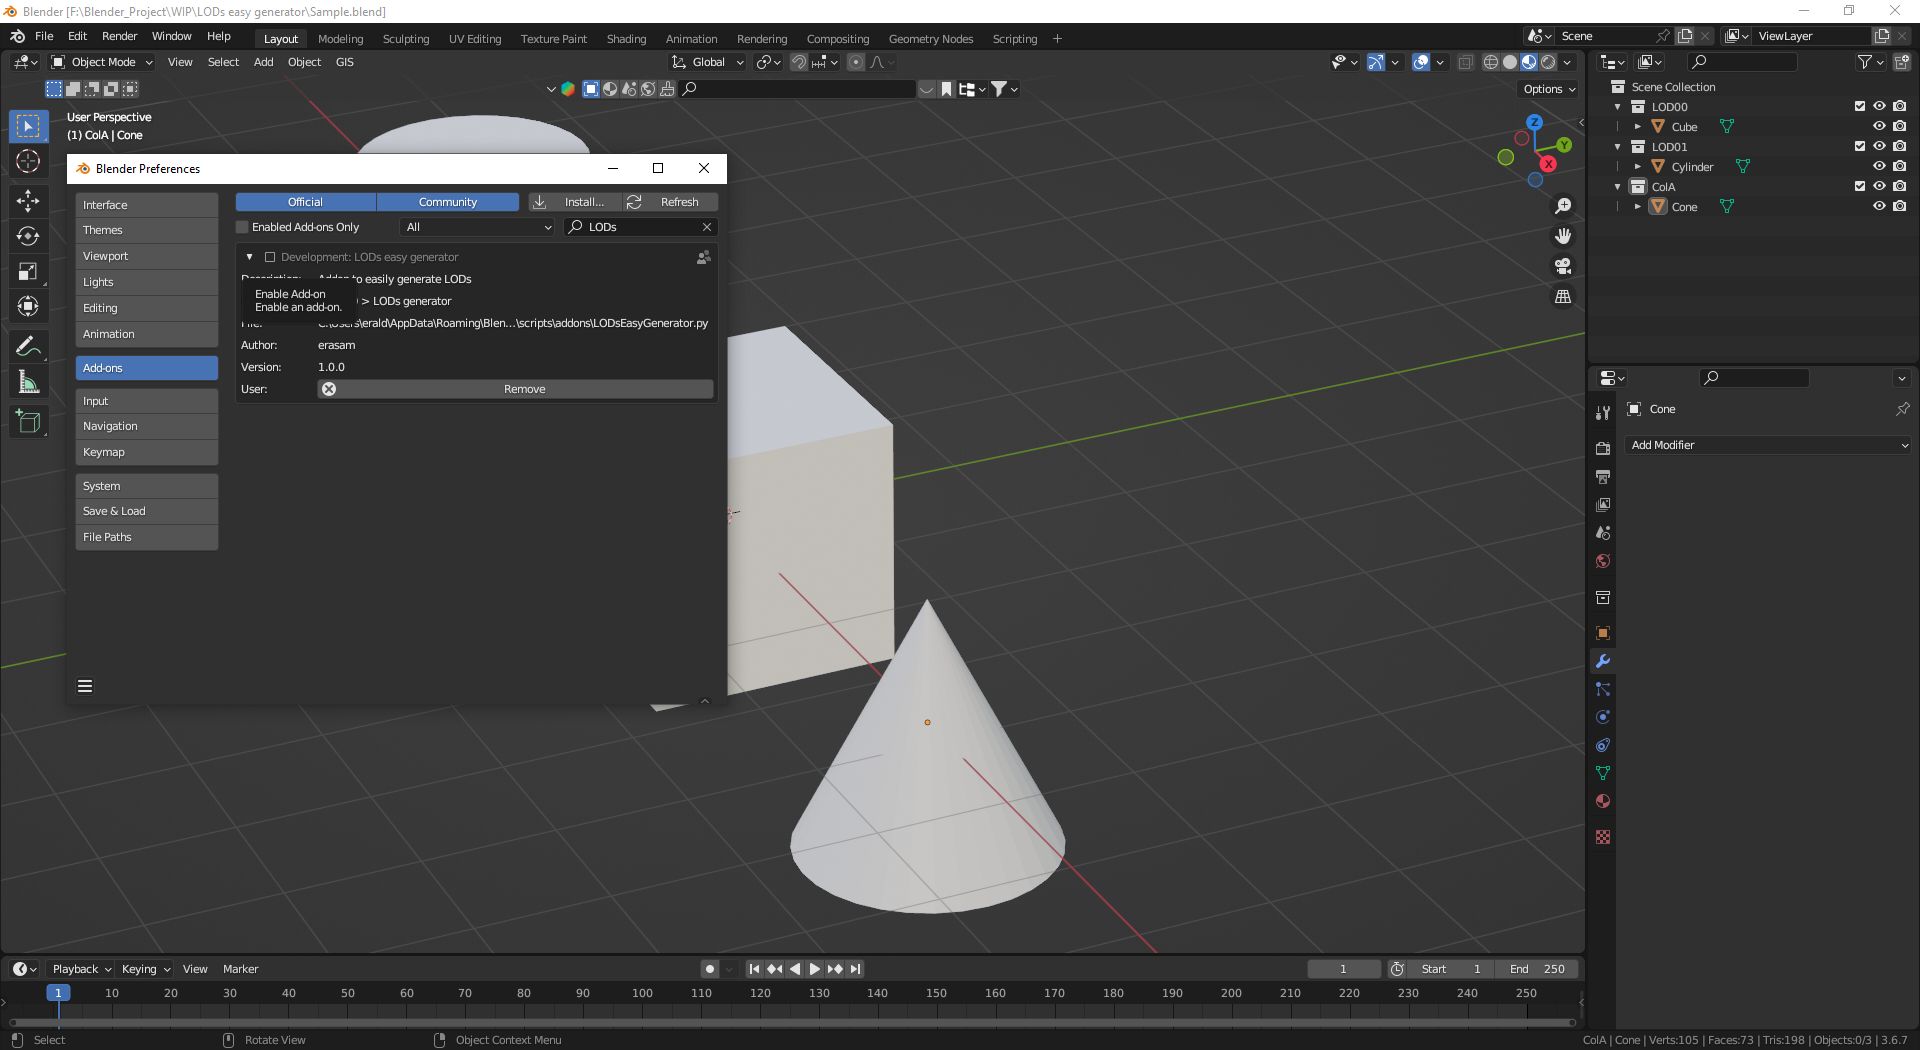 Blender [F:\Blender_Project\WIP\LODs easy generator\Sample.blend]
File Edit Render Window Help Layout Modeling Sculpting UV Editing Texture Paint Shading Animation Rendering Compositing Geometry Nodes Scripting + Scene ViewLayer
Object Mode View Select Add Object GIS Global
Options
User Perspective
(1) ColA | Cone
Z
Y
X
Blender Preferences
Interface
Themes
Viewport
Lights
Editing
Animation
Add-ons
Input
Navigation
Keymap
System
Save & Load
File Paths
Official Community Install... Refresh
Enabled Add-ons Only All LODs
Development: LODs easy generator
to easily generate LODs
Enable Add-on
Enable an add-on.
> LODs generator
C:\Users\erald\AppData\Roaming\Blen...\scripts\addons\LODsEasyGenerator.py
Author: erasam
Version: 1.0.0
User: Remove
Scene Collection
LOD00
Cube
LOD01
Cylinder
ColA
Cone
Cone
Add Modifier
Playback Keying View Marker 1 Start 1 End 250
1 10 20 30 40 50 60 70 80 90 100 110 120 130 140 150 160 170 180 190 200 210 220 230 240 250
Select Rotate View Object Context Menu ColA | Cone | Verts:105 | Faces:73 | Tris:198 | Objects:0/3 | 3.6.7